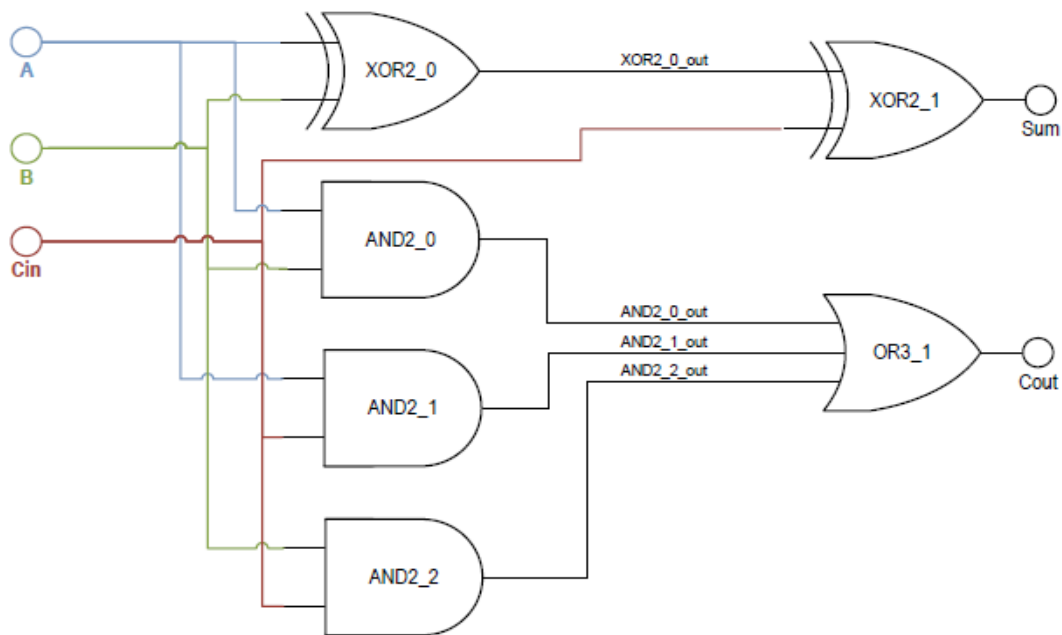 A
XOR2_0
XOR2_0_out
XOR2_1
Sum
B
Cin
AND2_0
AND2_0_out
AND2_1_out
AND2_2_out
OR3_1
Cout
AND2_1
AND2_2